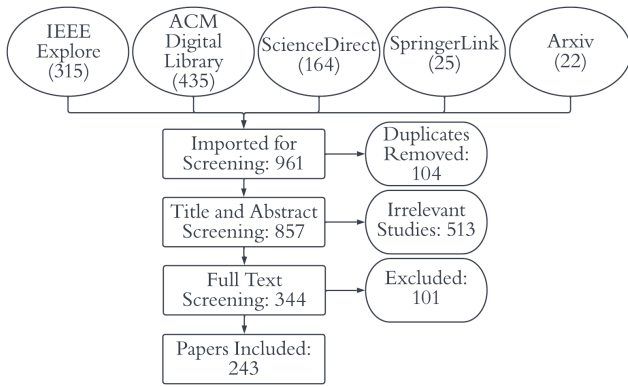 IEEE
Explore
(315)
ACM
Digital
Library
(435)
ScienceDirect
(164)
SpringerLink
(25)
Arxiv
(22)
Imported for
Screening: 961
Duplicates
Removed:
104
Title and Abstract
Screening: 857
Irrelevant
Studies: 513
Full Text
Screening: 344
Excluded:
101
Papers Included:
243